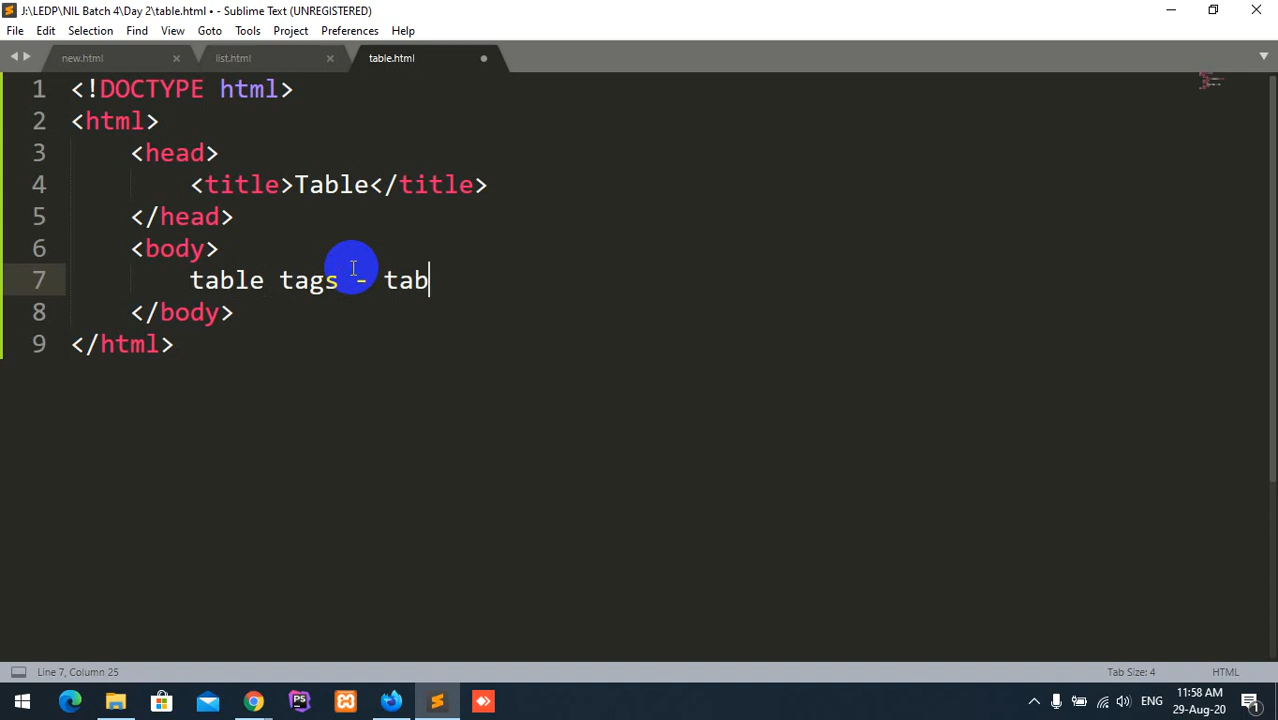 J:\LEDP\NIL Batch 4\Day 2\table.html • - Sublime Text (UNREGISTERED)
File Edit Selection Find View Goto Tools Project Preferences Help
new.html list.html table.html
1 <!DOCTYPE html>
2 <html>
3 <head>
4 <title>Table</title>
5 </head>
6 <body>
7 table tags - tab
8 </body>
9 </html>
Line 7, Column 25 Tab Size: 4 HTML
PS
ENG 11:58 AM
29-Aug-20
1